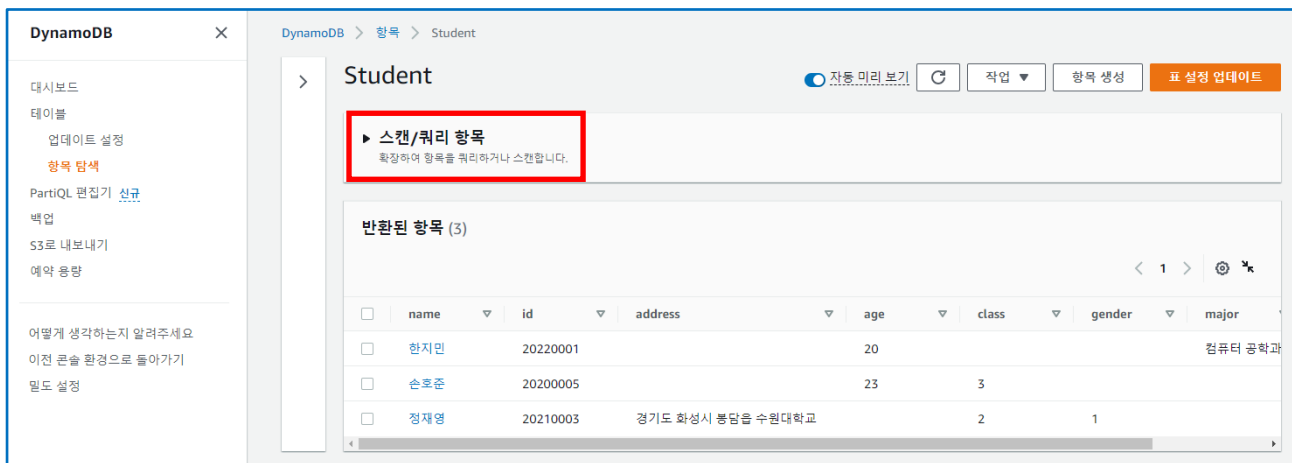 DynamoDB
대시보드
테이블
업데이트 설정
항목 탐색
PartiQL 편집기 신규
백업
S3로 내보내기
예약 용량
어떻게 생각하는지 알려주세요
이전 콘솔 환경으로 돌아가기
밀도 설정
DynamoDB > 항목 > Student
Student
자동 미리 보기 작업 ▼ 항목 생성 표 설정 업데이트
▶ 스캔/쿼리 항목
확장하여 항목을 쿼리하거나 스캔합니다.
반환된 항목 (3)
< 1 >
name id address age class gender major
한지민 20220001 20 컴퓨터 공학과
손호준 20200005 23 3
정재영 20210003 경기도 화성시 봉담읍 수원대학교 2 1